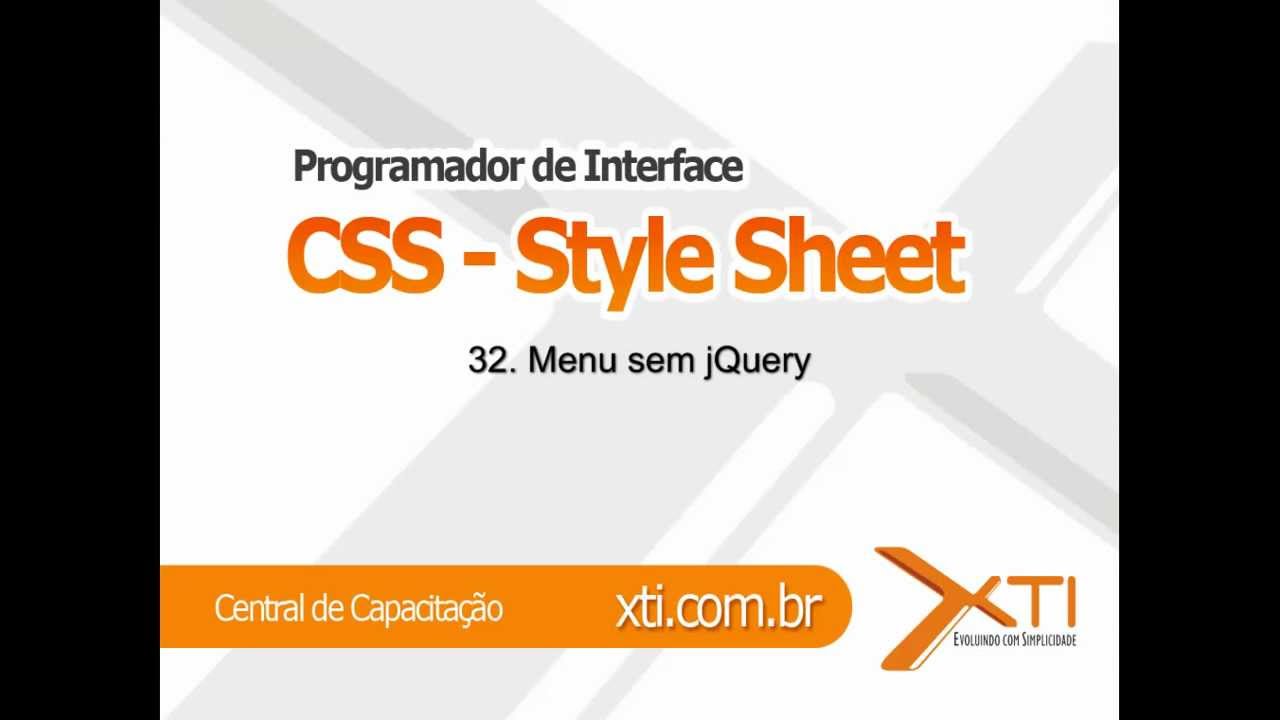 Programador de Interface
CSS - Style Sheet
32. Menu sem jQuery
Central de Capacitação
xti.com.br
XTI
Evoluindo com Simplicidade